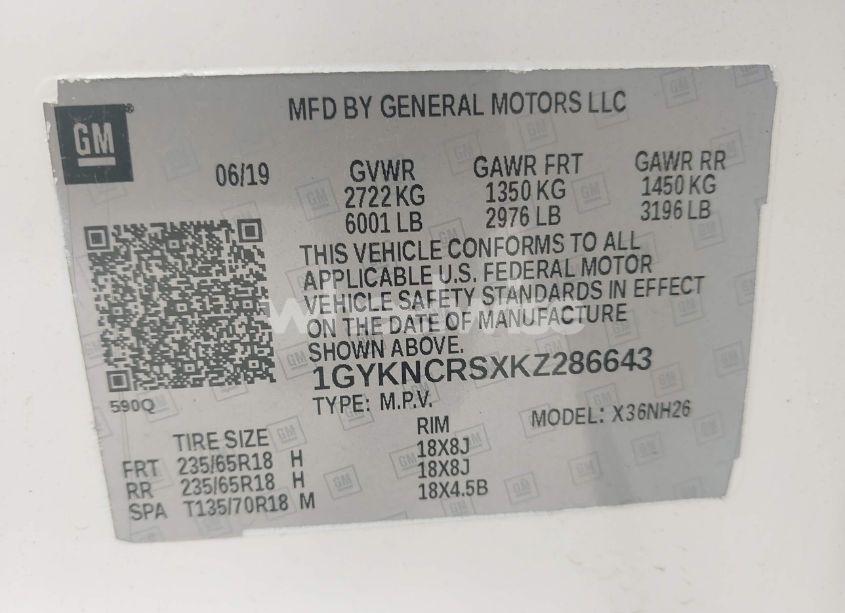 MFD BY GENERAL MOTORS LLC
GM
06/19 GVWR GAWR FRT GAWR RR
2722 KG 1350 KG 1450 KG
6001 LB 2976 LB 3196 LB
THIS VEHICLE CONFORMS TO ALL
APPLICABLE U.S. FEDERAL MOTOR
VEHICLE SAFETY STANDARDS IN EFFECT
ON THE DATE OF MANUFACTURE
SHOWN ABOVE.
1GYKNCRSXKZ286643
590Q
TYPE: M.P.V. MODEL: X36NH26
TIRE SIZE RIM
FRT 235/65R18 H 18X8J
RR 235/65R18 H 18X8J
SPA T135/70R18 M 18X4.5B